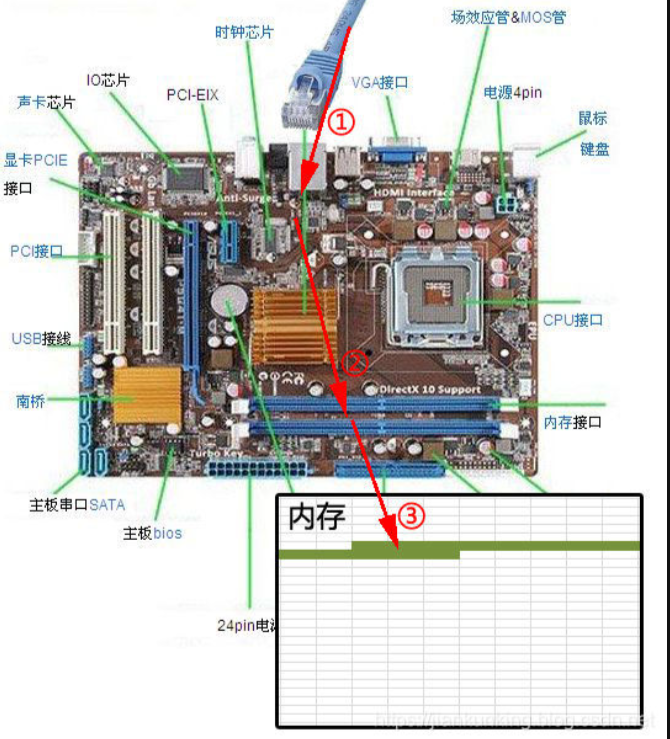 时钟芯片
场效应管&MOS管
IO芯片
声卡芯片
PCI-EIX
VGA接口
电源4pin
鼠标
键盘
①
显卡PCIE
接口
Anti-Surge
HDMI Interface
PCI接口
CPU接口
USB接线
②
DirectX 10 Support
南桥
内存接口
Turbo Key
主板串口SATA
主板bios
内存
③
24pin电源
https://jiankunking.blog.csdn.net